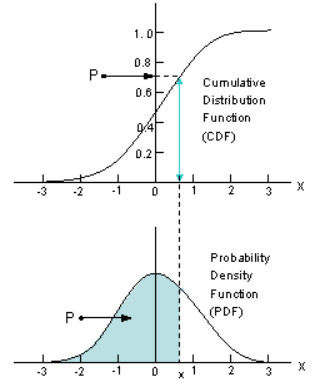 1.0
0.8
P
0.6
0.4
0.2
Cumulative
Distribution
Function
(CDF)
-3 -2 -1 0 1 2 3 X
Probability
Density
Function
(PDF)
P
-3 -2 -1 0 x 1 2 3 X